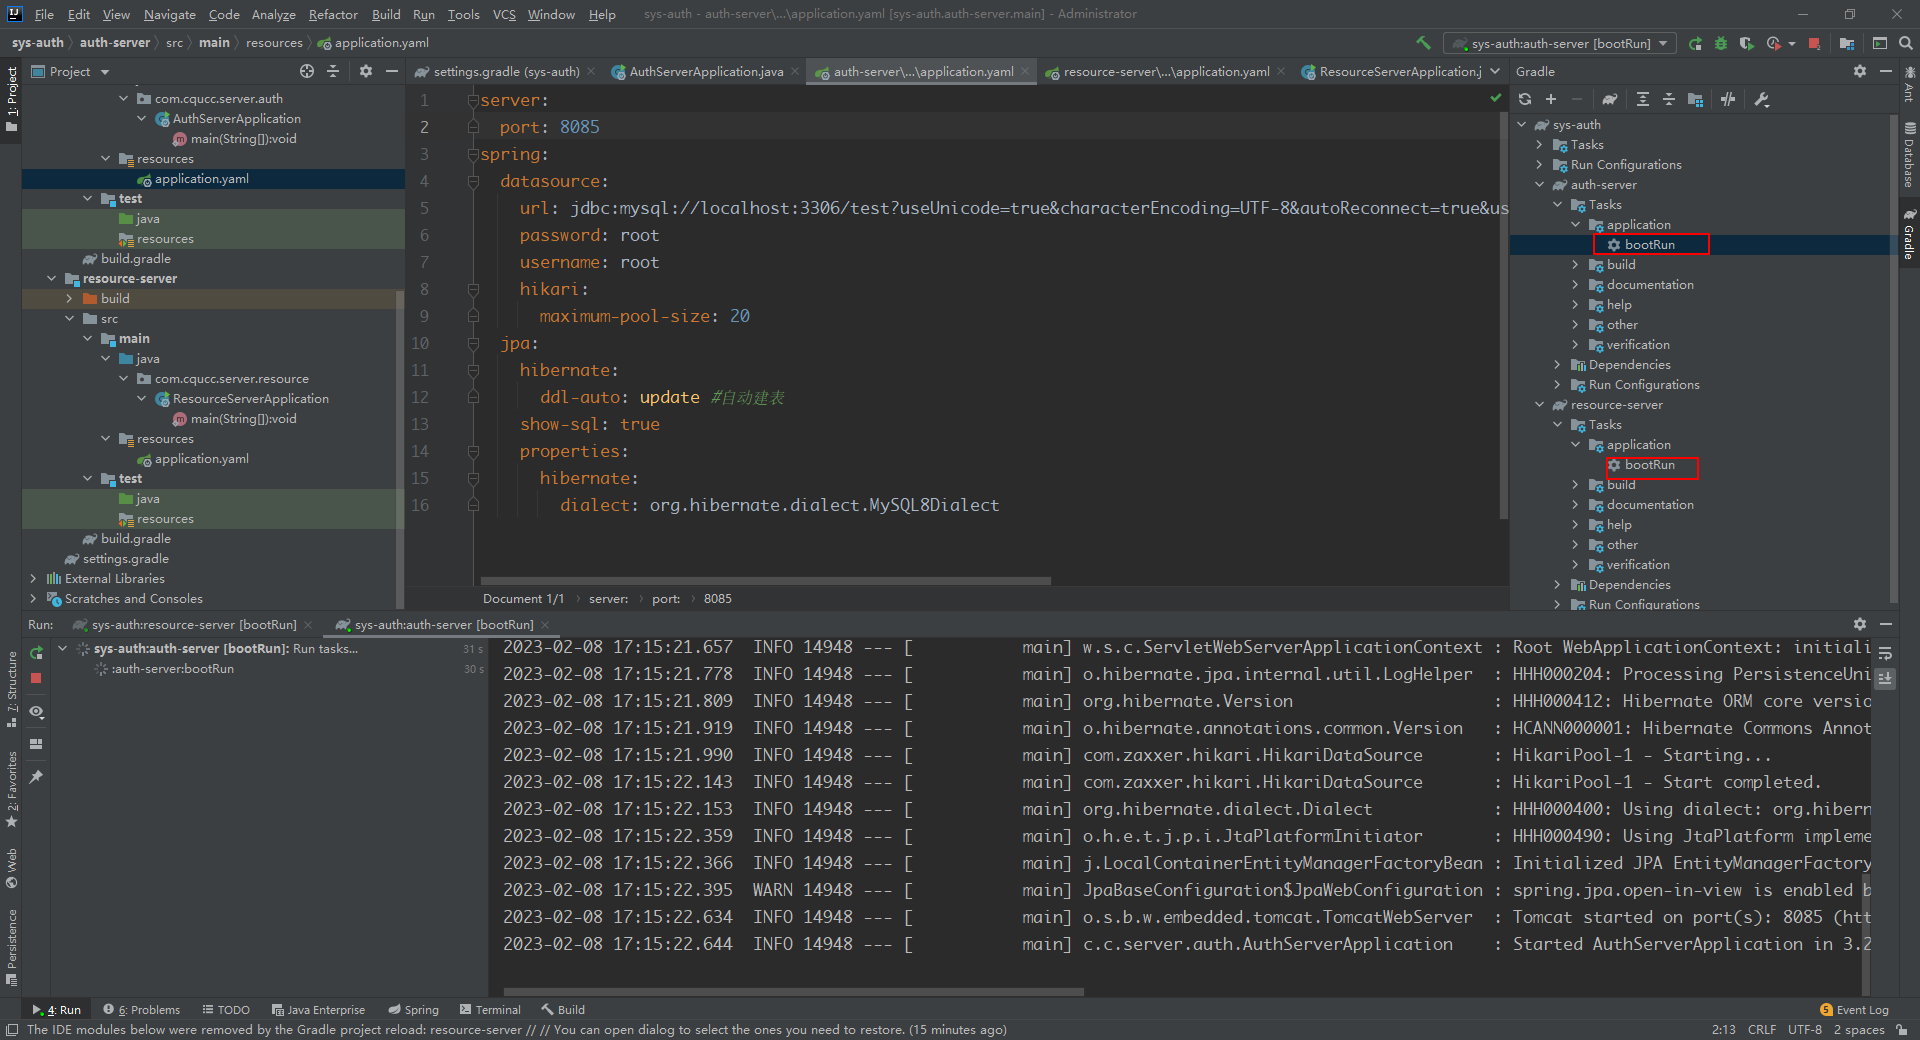 File Edit View Navigate Code Analyze Refactor Build Run Tools VCS Window Help sys-auth - auth-server\...\application.yaml [sys-auth.auth-server.main] - Administrator
sys-auth auth-server src main resources application.yaml
sys-auth:auth-server [bootRun]
1: Project
Project
settings.gradle (sys-auth) AuthServerApplication.java auth-server\...\application.yaml resource-server\...\application.yaml ResourceServerApplication.j
Gradle
com.cqucc.server.auth
AuthServerApplication
main(String[]):void
resources
application.yaml
test
java
resources
build.gradle
resource-server
build
src
main
java
com.cqucc.server.resource
ResourceServerApplication
main(String[]):void
resources
application.yaml
test
java
resources
build.gradle
settings.gradle
External Libraries
Scratches and Consoles
1 server:
2 port: 8085
3 spring:
4 datasource:
5 url: jdbc:mysql://localhost:3306/test?useUnicode=true&characterEncoding=UTF-8&autoReconnect=true&us
6 password: root
7 username: root
8 hikari:
9 maximum-pool-size: 20
10 jpa:
11 hibernate:
12 ddl-auto: update #自动建表
13 show-sql: true
14 properties:
15 hibernate:
16 dialect: org.hibernate.dialect.MySQL8Dialect
Document 1/1 server: port: 8085
sys-auth
Tasks
Run Configurations
auth-server
Tasks
application
bootRun
build
documentation
help
other
verification
Dependencies
Run Configurations
resource-server
Tasks
application
bootRun
build
documentation
help
other
verification
Dependencies
Run Configurations
Ant
Database
Gradle
Run: sys-auth:resource-server [bootRun] sys-auth:auth-server [bootRun]
sys-auth:auth-server [bootRun]: Run tasks... 31 s
:auth-server:bootRun 30 s
2023-02-08 17:15:21.657 INFO 14948 --- [ main] w.s.c.ServletWebServerApplicationContext : Root WebApplicationContext: initiali
2023-02-08 17:15:21.778 INFO 14948 --- [ main] o.hibernate.jpa.internal.util.LogHelper : HHH000204: Processing PersistenceUni
2023-02-08 17:15:21.809 INFO 14948 --- [ main] org.hibernate.Version : HHH000412: Hibernate ORM core versio
2023-02-08 17:15:21.919 INFO 14948 --- [ main] o.hibernate.annotations.common.Version : HCANN000001: Hibernate Commons Annot
2023-02-08 17:15:21.990 INFO 14948 --- [ main] com.zaxxer.hikari.HikariDataSource : HikariPool-1 - Starting...
2023-02-08 17:15:22.143 INFO 14948 --- [ main] com.zaxxer.hikari.HikariDataSource : HikariPool-1 - Start completed.
2023-02-08 17:15:22.153 INFO 14948 --- [ main] org.hibernate.dialect.Dialect : HHH000400: Using dialect: org.hibern
2023-02-08 17:15:22.359 INFO 14948 --- [ main] o.h.e.t.j.p.i.JtaPlatformInitiator : HHH000490: Using JtaPlatform impleme
2023-02-08 17:15:22.366 INFO 14948 --- [ main] j.LocalContainerEntityManagerFactoryBean : Initialized JPA EntityManagerFactory
2023-02-08 17:15:22.395 WARN 14948 --- [ main] JpaBaseConfiguration$JpaWebConfiguration : spring.jpa.open-in-view is enabled b
2023-02-08 17:15:22.634 INFO 14948 --- [ main] o.s.b.w.embedded.tomcat.TomcatWebServer : Tomcat started on port(s): 8085 (htt
2023-02-08 17:15:22.644 INFO 14948 --- [ main] c.c.server.auth.AuthServerApplication : Started AuthServerApplication in 3.2
7: Structure
2: Favorites
Web
Persistence
4: Run 6: Problems TODO Java Enterprise Spring Terminal Build 5 Event Log
The IDE modules below were removed by the Gradle project reload: resource-server // // You can open dialog to select the ones you need to restore. (15 minutes ago) 2:13 CRLF UTF-8 2 spaces